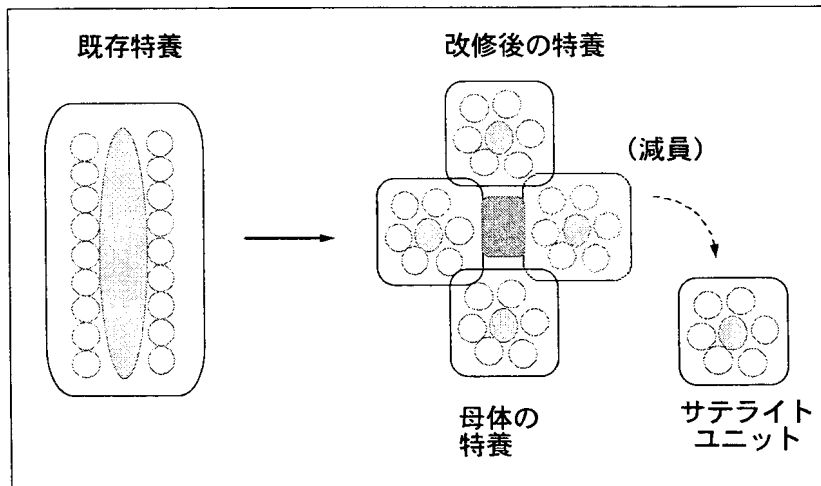 既存特養
改修後の特養
(減員)
母体の
特養
サテライト
ユニット